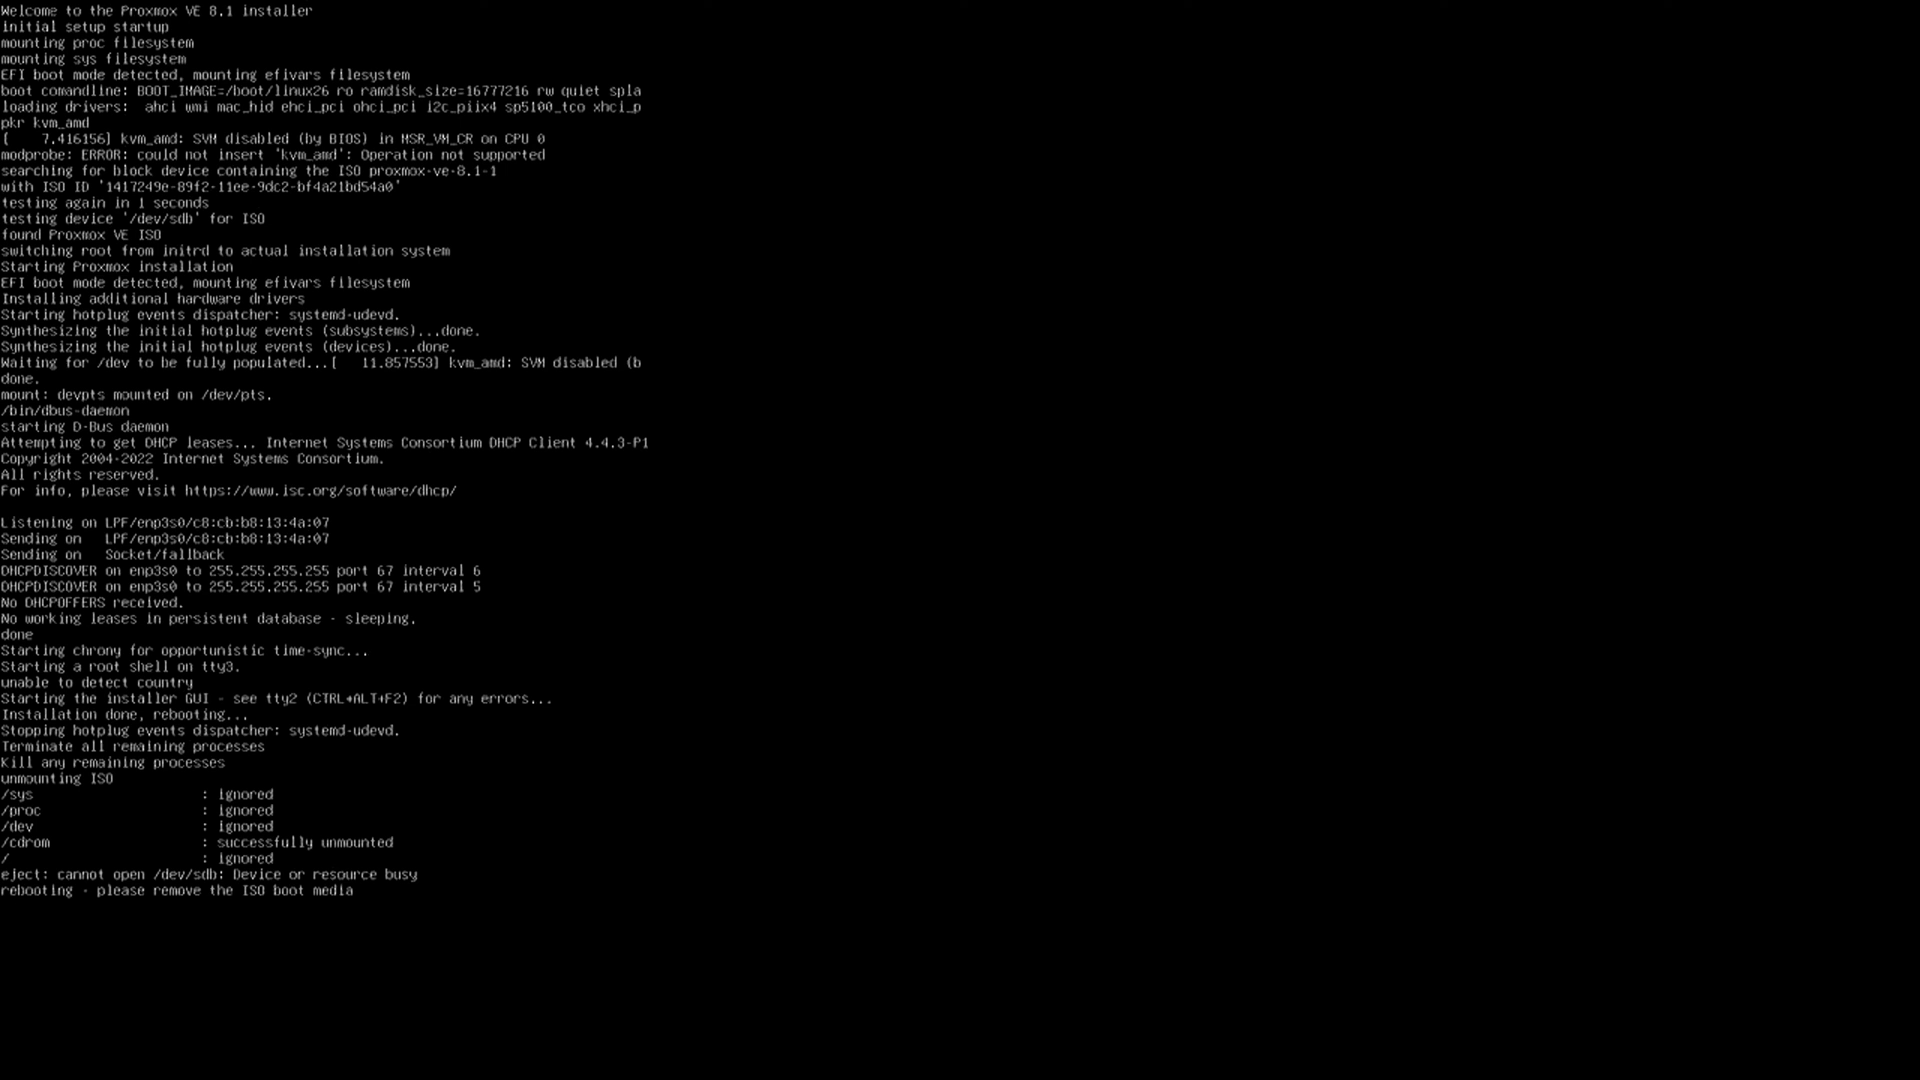 Welcome to the Proxmox VE 8.1 installer
initial setup startup
mounting proc filesystem
mounting sys filesystem
EFI boot mode detected, mounting efivars filesystem
boot comandline: BOOT_IMAGE=/boot/linux26 ro ramdisk_size=16777216 rw quiet spla
loading drivers:  ahci wmi mac_hid ehci_pci ohci_pci i2c_piix4 sp5100_tco xhci_p
pkr kvm_amd
[    7.416156] kvm_amd: SVM disabled (by BIOS) in MSR_VM_CR on CPU 0
modprobe: ERROR: could not insert 'kvm_amd': Operation not supported
searching for block device containing the ISO proxmox-ve-8.1-1
with ISO ID '1417249e-89f2-11ee-9dc2-bf4a21bd54a0'
testing again in 1 seconds
testing device '/dev/sdb' for ISO
found Proxmox VE ISO
switching root from initrd to actual installation system
Starting Proxmox installation
EFI boot mode detected, mounting efivars filesystem
Installing additional hardware drivers
Starting hotplug events dispatcher: systemd-udevd.
Synthesizing the initial hotplug events (subsystems)...done.
Synthesizing the initial hotplug events (devices)...done.
Waiting for /dev to be fully populated...[   11.857553] kvm_amd: SVM disabled (b
done.
mount: devpts mounted on /dev/pts.
/bin/dbus-daemon
starting D-Bus daemon
Attempting to get DHCP leases... Internet Systems Consortium DHCP Client 4.4.3-P1
Copyright 2004-2022 Internet Systems Consortium.
All rights reserved.
For info, please visit https://www.isc.org/software/dhcp/
Listening on LPF/enp3s0/c8:cb:b8:13:4a:07
Sending on   LPF/enp3s0/c8:cb:b8:13:4a:07
Sending on   Socket/fallback
DHCPDISCOVER on enp3s0 to 255.255.255.255 port 67 interval 6
DHCPDISCOVER on enp3s0 to 255.255.255.255 port 67 interval 5
No DHCPOFFERS received.
No working leases in persistent database - sleeping.
done
Starting chrony for opportunistic time-sync...
Starting a root shell on tty3.
unable to detect country
Starting the installer GUI - see tty2 (CTRL+ALT+F2) for any errors...
Installation done, rebooting...
Stopping hotplug events dispatcher: systemd-udevd.
Terminate all remaining processes
Kill any remaining processes
unmounting ISO
/sys                     : ignored
/proc                    : ignored
/dev                     : ignored
/cdrom                   : successfully unmounted
/                        : ignored
eject: cannot open /dev/sdb: Device or resource busy
rebooting - please remove the ISO boot media